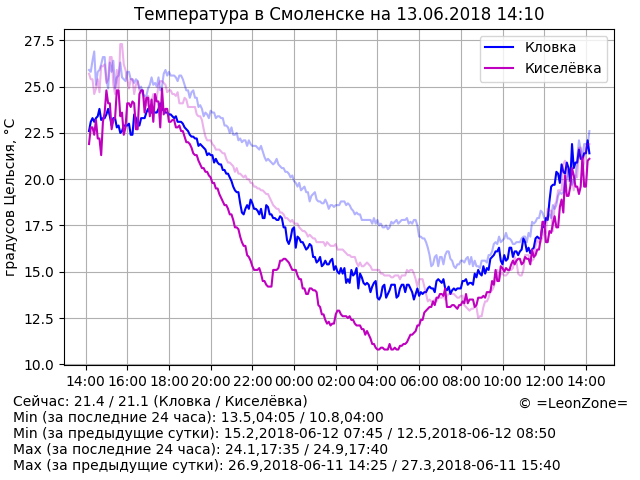 Температура в Смоленске на 13.06.2018 14:10
градусов Цельсия, °C
27.5
25.0
22.5
20.0
17.5
15.0
12.5
10.0
Кловка
Киселёвка
14:00 16:00 18:00 20:00 22:00 00:00 02:00 04:00 06:00 08:00 10:00 12:00 14:00
Сейчас: 21.4 / 21.1 (Кловка / Киселёвка)
© =LeonZone=
Min (за последние 24 часа): 13.5,04:05 / 10.8,04:00
Min (за предыдущие сутки): 15.2,2018-06-12 07:45 / 12.5,2018-06-12 08:50
Max (за последние 24 часа): 24.1,17:35 / 24.9,17:40
Max (за предыдущие сутки): 26.9,2018-06-11 14:25 / 27.3,2018-06-11 15:40